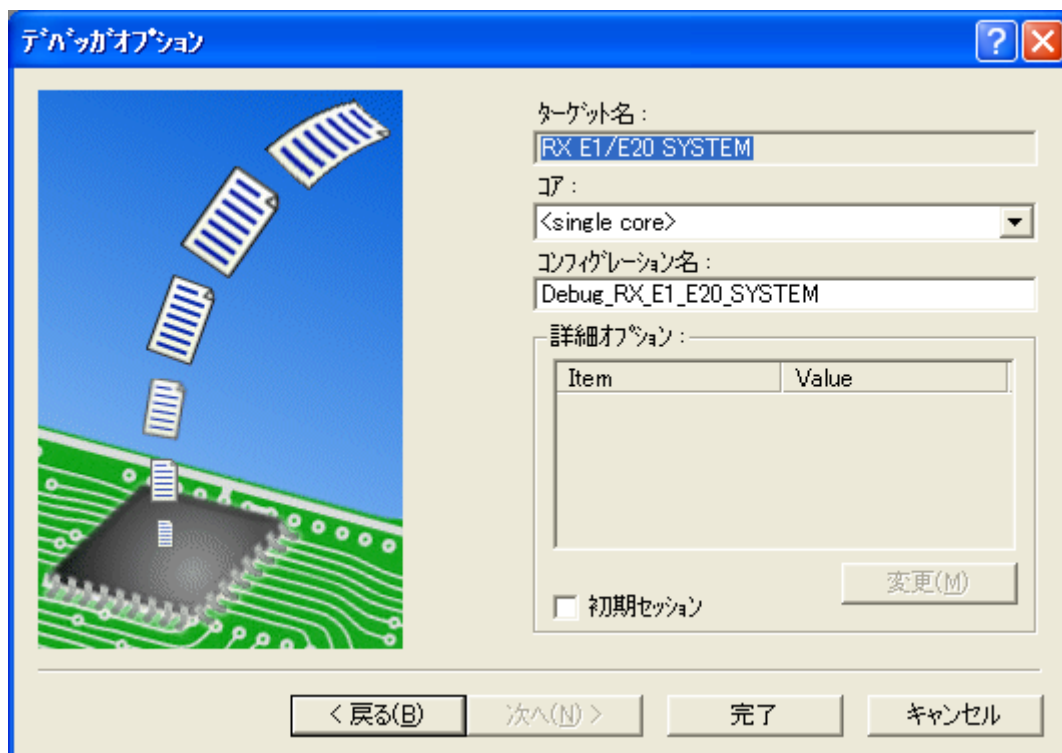 デバッガオプション
ターゲット名 :
RX E1/E20 SYSTEM
コア :
<single core>
コンフィグレーション名 :
Debug_RX_E1_E20_SYSTEM
詳細オプション :
Item Value
変更(M)
初期セッション
< 戻る(B) 次へ(N) > 完了 キャンセル